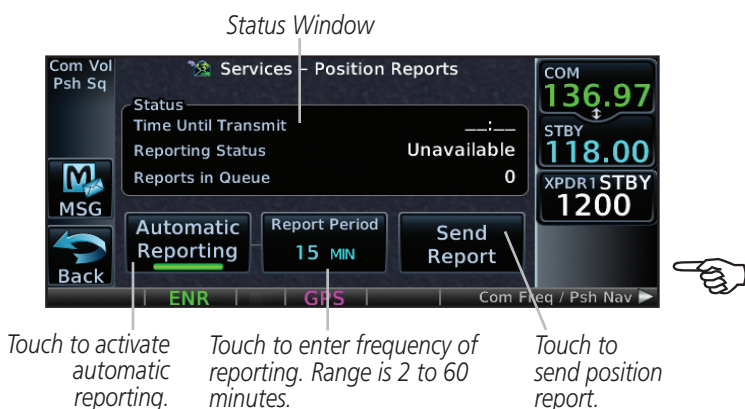 Status Window
Com Vol
Psh Sq
Services – Position Reports
Status
Time Until Transmit __:__
Reporting Status Unavailable
Reports in Queue 0
COM
136.97
STBY
118.00
XPDR1 STBY
1200
MSG
Back
Automatic
Reporting
Report Period
15 MIN
Send
Report
ENR
GPS
Com Freq / Psh Nav
Touch to activate
automatic
reporting.
Touch to enter frequency of
reporting. Range is 2 to 60
minutes.
Touch to
send position
report.